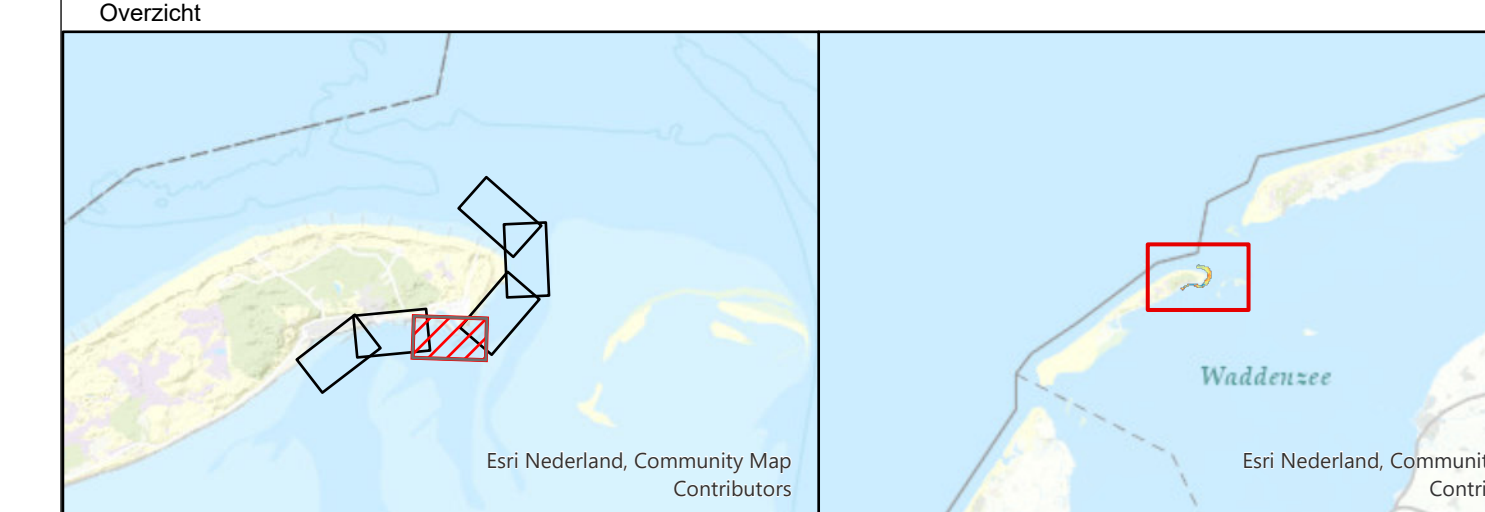 Overzicht
Esri Nederland, Community Map
Contributors
Waddenzee
Esri Nederland, Communit
Contri